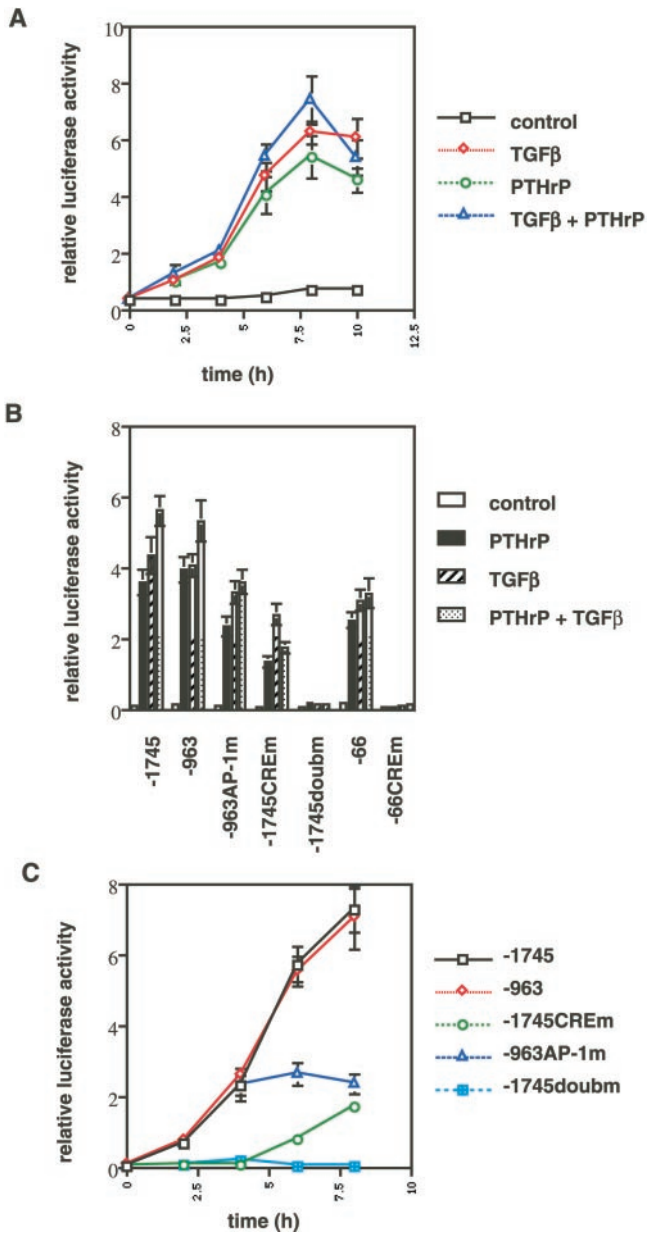 A
relative luciferase activity
10
8
6
4
2
0
0
2.5
5
7.5
10
12.5
time (h)
control
TGFβ
PTHrP
TGFβ + PTHrP
B
relative luciferase activity
8
6
4
2
0
-1745
-963
-963AP-1m
-1745CREm
-1745doubm
-66
-66CREm
control
PTHrP
TGFβ
PTHrP + TGFβ
C
relative luciferase activity
8
6
4
2
0
0
2.5
5
7.5
10
time (h)
-1745
-963
-1745CREm
-963AP-1m
-1745doubm